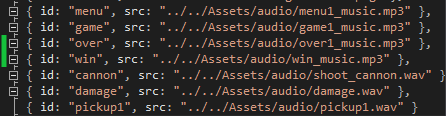 { id: "menu", src: "../../Assets/audio/menu1_music.mp3" },
{ id: "game", src: "../../Assets/audio/game1_music.mp3" },
{ id: "over", src: "../../Assets/audio/over1_music.mp3" },
{ id: "win", src: "../../Assets/audio/win_music.mp3" },
{ id: "cannon", src: "../../Assets/audio/shoot_cannon.wav" }
{ id: "damage", src: "../../Assets/audio/damage.wav" },
{ id: "pickup1", src: "../../Assets/audio/pickup1.wav" }